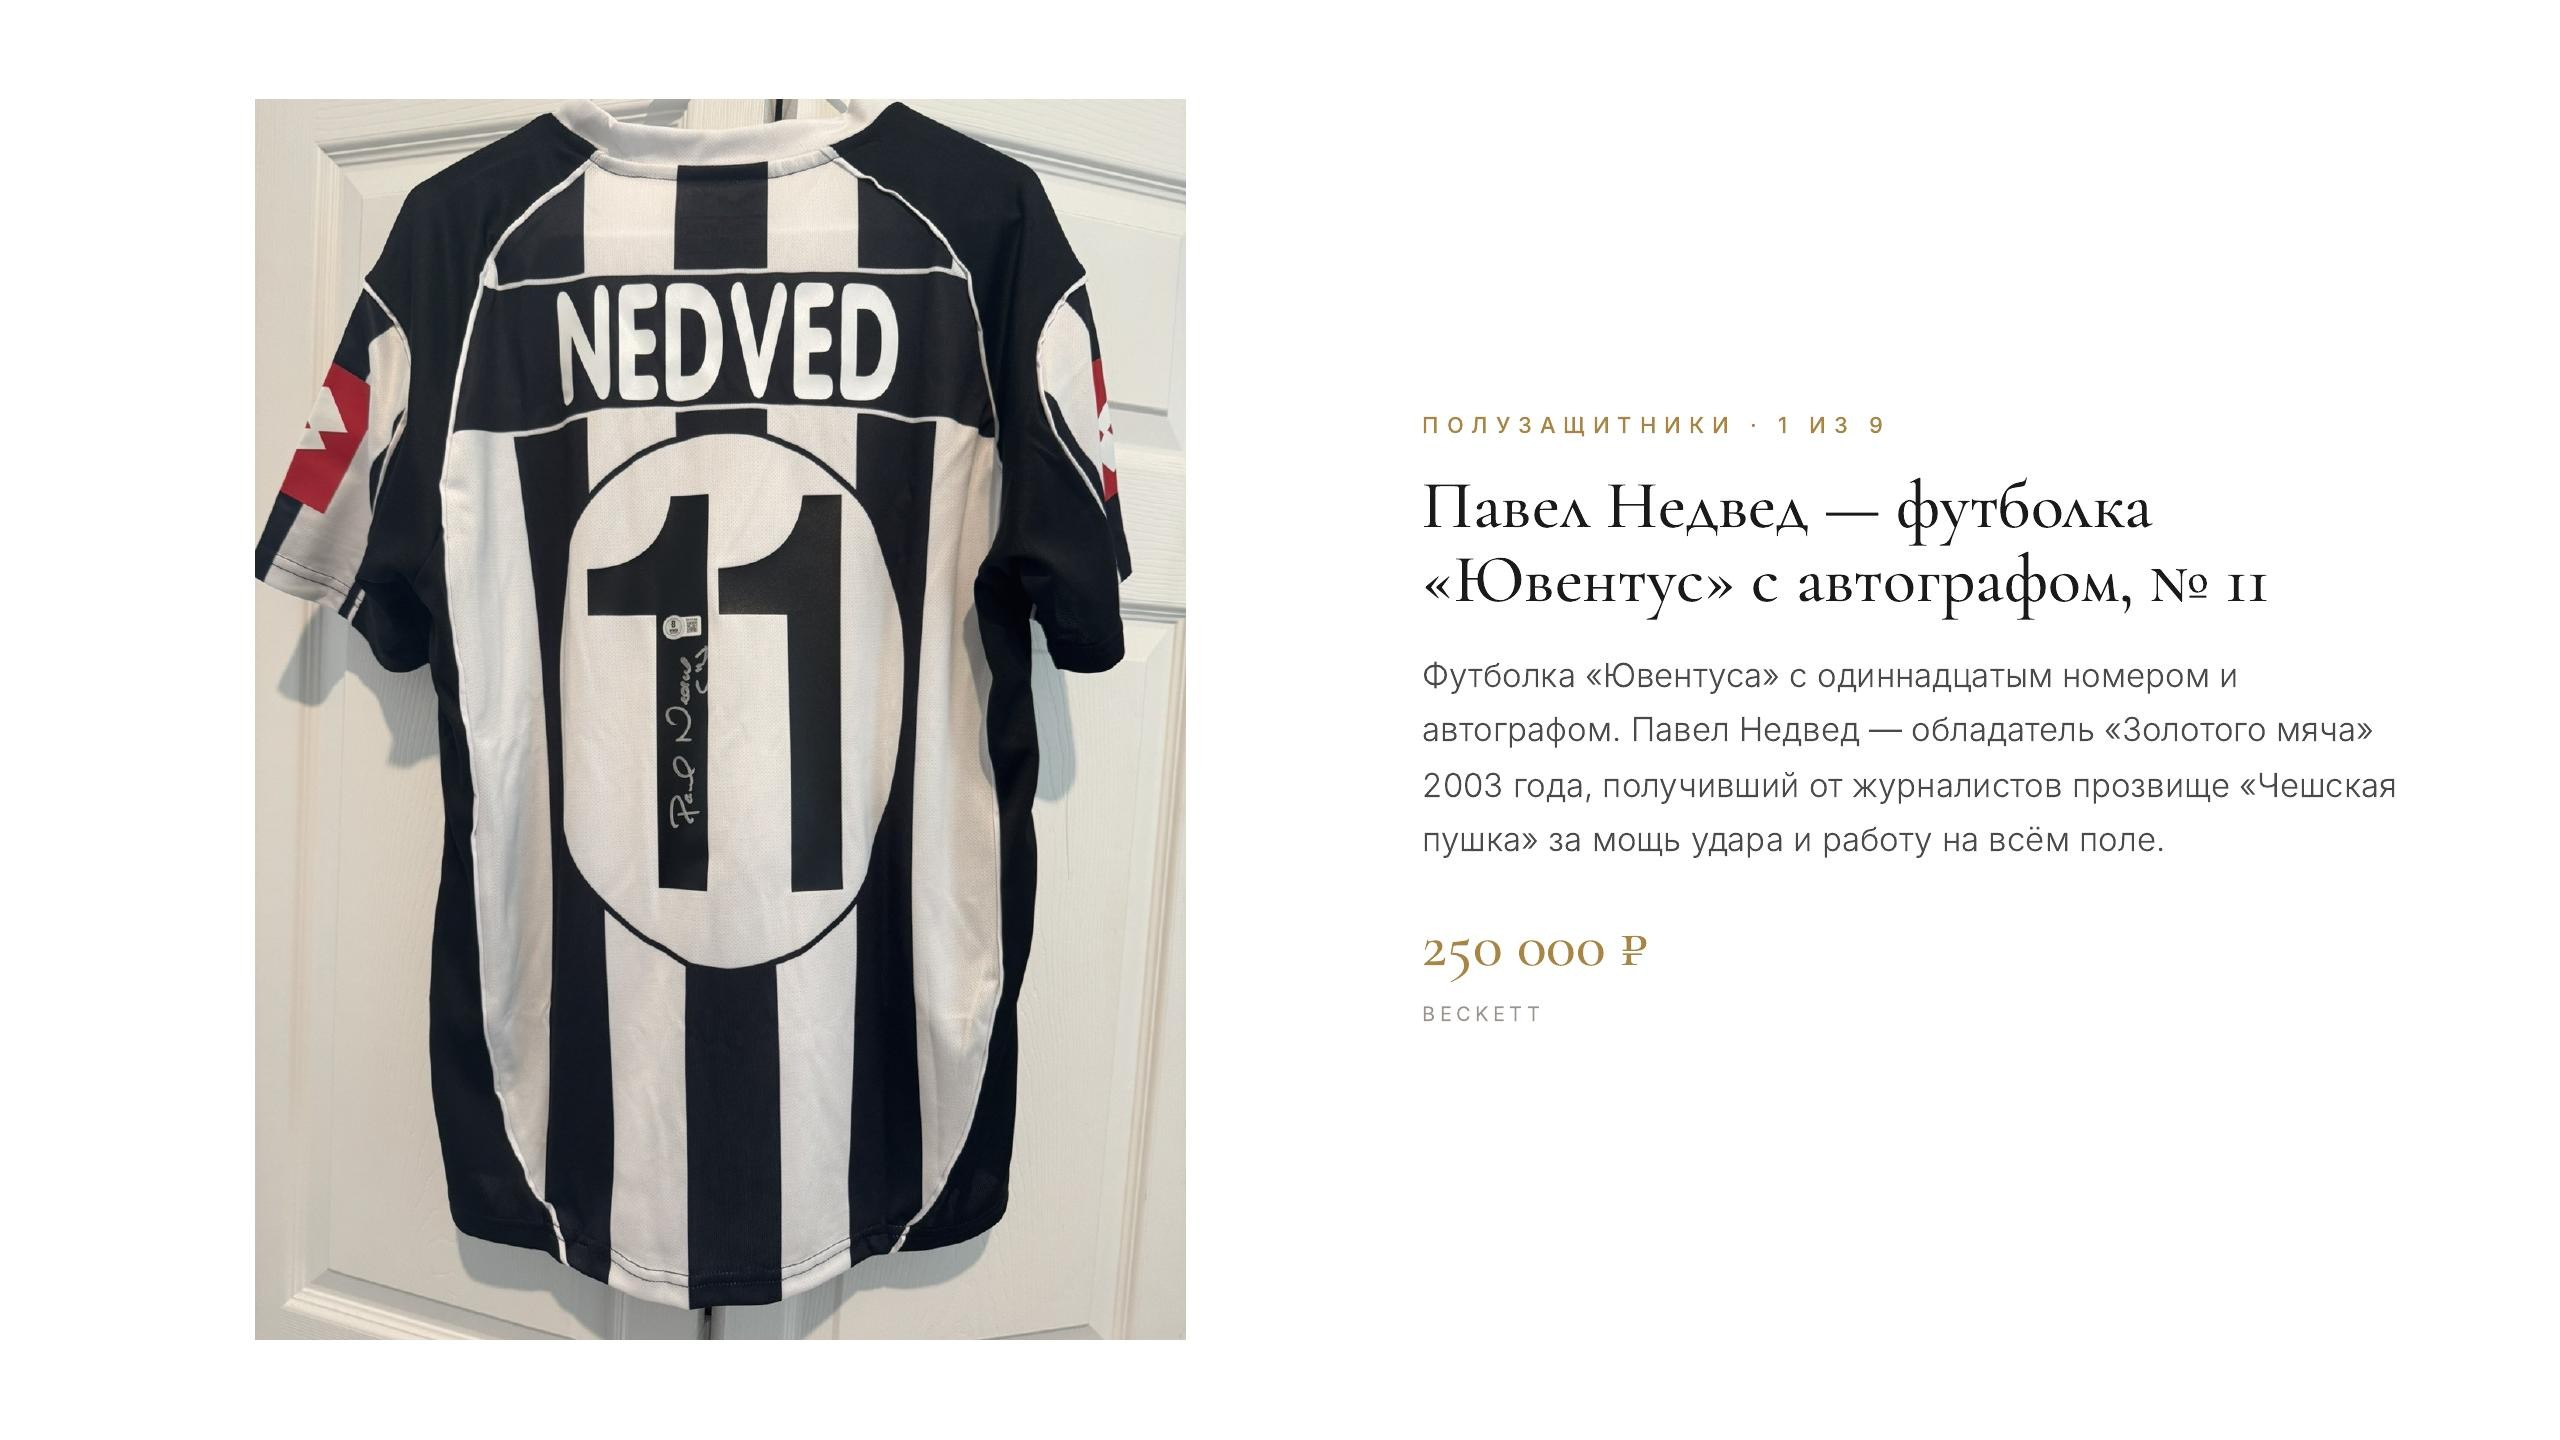 NEDVED
11
ПОЛУЗАЩИТНИКИ · 1 ИЗ 9
Павел Недвед — футболка
«Ювентус» с автографом, № 11
Футболка «Ювентуса» с одиннадцатым номером и
автографом. Павел Недвед — обладатель «Золотого мяча»
2003 года, получивший от журналистов прозвище «Чешская
пушка» за мощь удара и работу на всём поле.
250 000 ₽
BECKETT